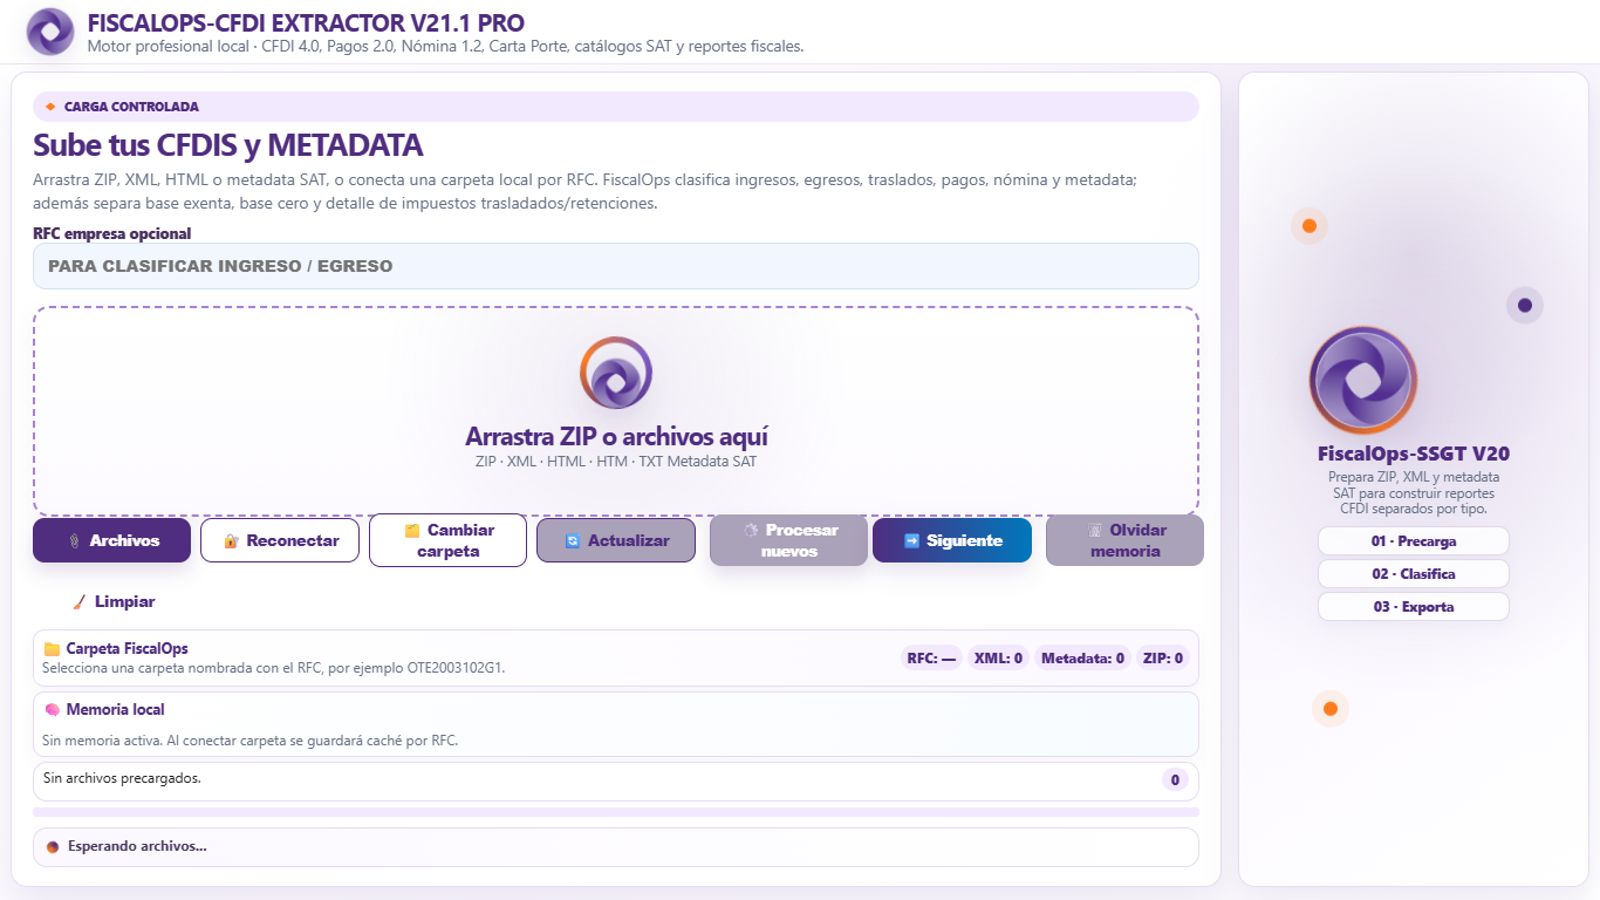 FISCALOPS-CFDI EXTRACTOR V21.1 PRO
Motor profesional local · CFDI 4.0, Pagos 2.0, Nómina 1.2, Carta Porte, catálogos SAT y reportes fiscales.
CARGA CONTROLADA
Sube tus CFDIS y METADATA
Arrastra ZIP, XML, HTML o metadata SAT, o conecta una carpeta local por RFC. FiscalOps clasifica ingresos, egresos, traslados, pagos, nómina y metadata;
además separa base exenta, base cero y detalle de impuestos trasladados/retenciones.
RFC empresa opcional
PARA CLASIFICAR INGRESO / EGRESO
Arrastra ZIP o archivos aquí
ZIP · XML · HTML · HTM · TXT Metadata SAT
Archivos
Reconectar
Cambiar
carpeta
Actualizar
Procesar
nuevos
Siguiente
Olvidar
memoria
Limpiar
Carpeta FiscalOps
Selecciona una carpeta nombrada con el RFC, por ejemplo OTE2003102G1.
RFC: — XML: 0 Metadata: 0 ZIP: 0
Memoria local
Sin memoria activa. Al conectar carpeta se guardará caché por RFC.
Sin archivos precargados. 0
Esperando archivos...
FiscalOps-SSGT V20
Prepara ZIP, XML y metadata
SAT para construir reportes
CFDI separados por tipo.
01 · Precarga
02 · Clasifica
03 · Exporta